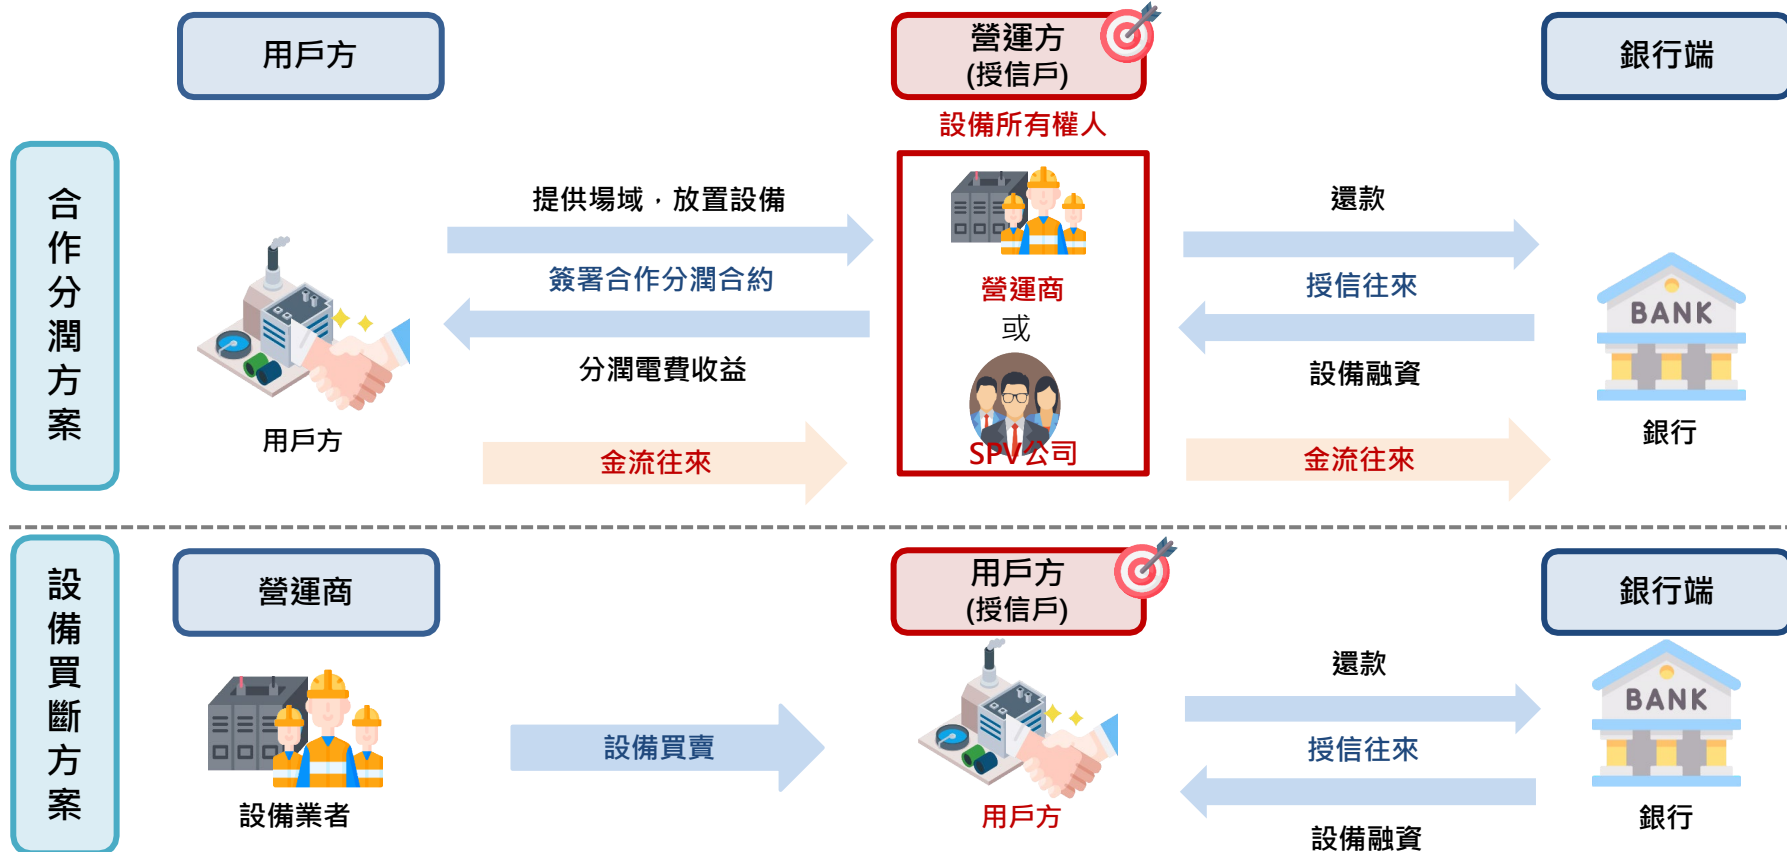 用戶方
營運方
(授信戶)
銀行端
設備所有權人
合作分潤方案
提供場域，放置設備
簽署合作分潤合約
分潤電費收益
用戶方
金流往來
營運商
或
SPV公司
還款
授信往來
設備融資
金流往來
BANK
銀行
設備買斷方案
營運商
用戶方
(授信戶)
銀行端
設備業者
設備買賣
用戶方
還款
授信往來
設備融資
BANK
銀行